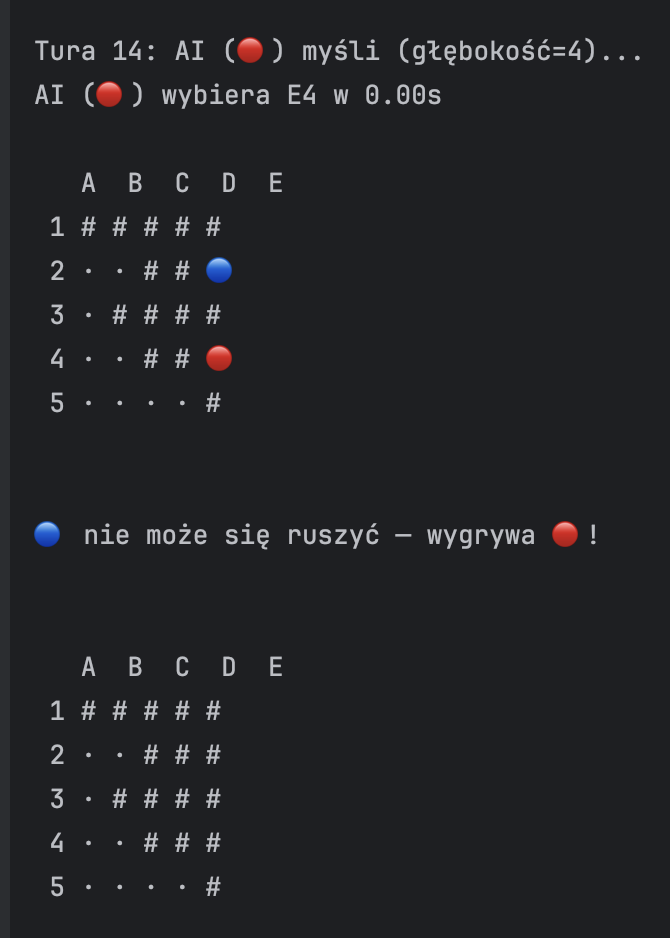 Tura 14: AI (🔴) myśli (głębokość=4)...
AI (🔴) wybiera E4 w 0.00s
A B C D E
1 # # # # #
2 · · # # 🔵
3 · # # # #
4 · · # # 🔴
5 · · · · #
🔵 nie może się ruszyć – wygrywa 🔴!
A B C D E
1 # # # # #
2 · · # # #
3 · # # # #
4 · · # # #
5 · · · · #